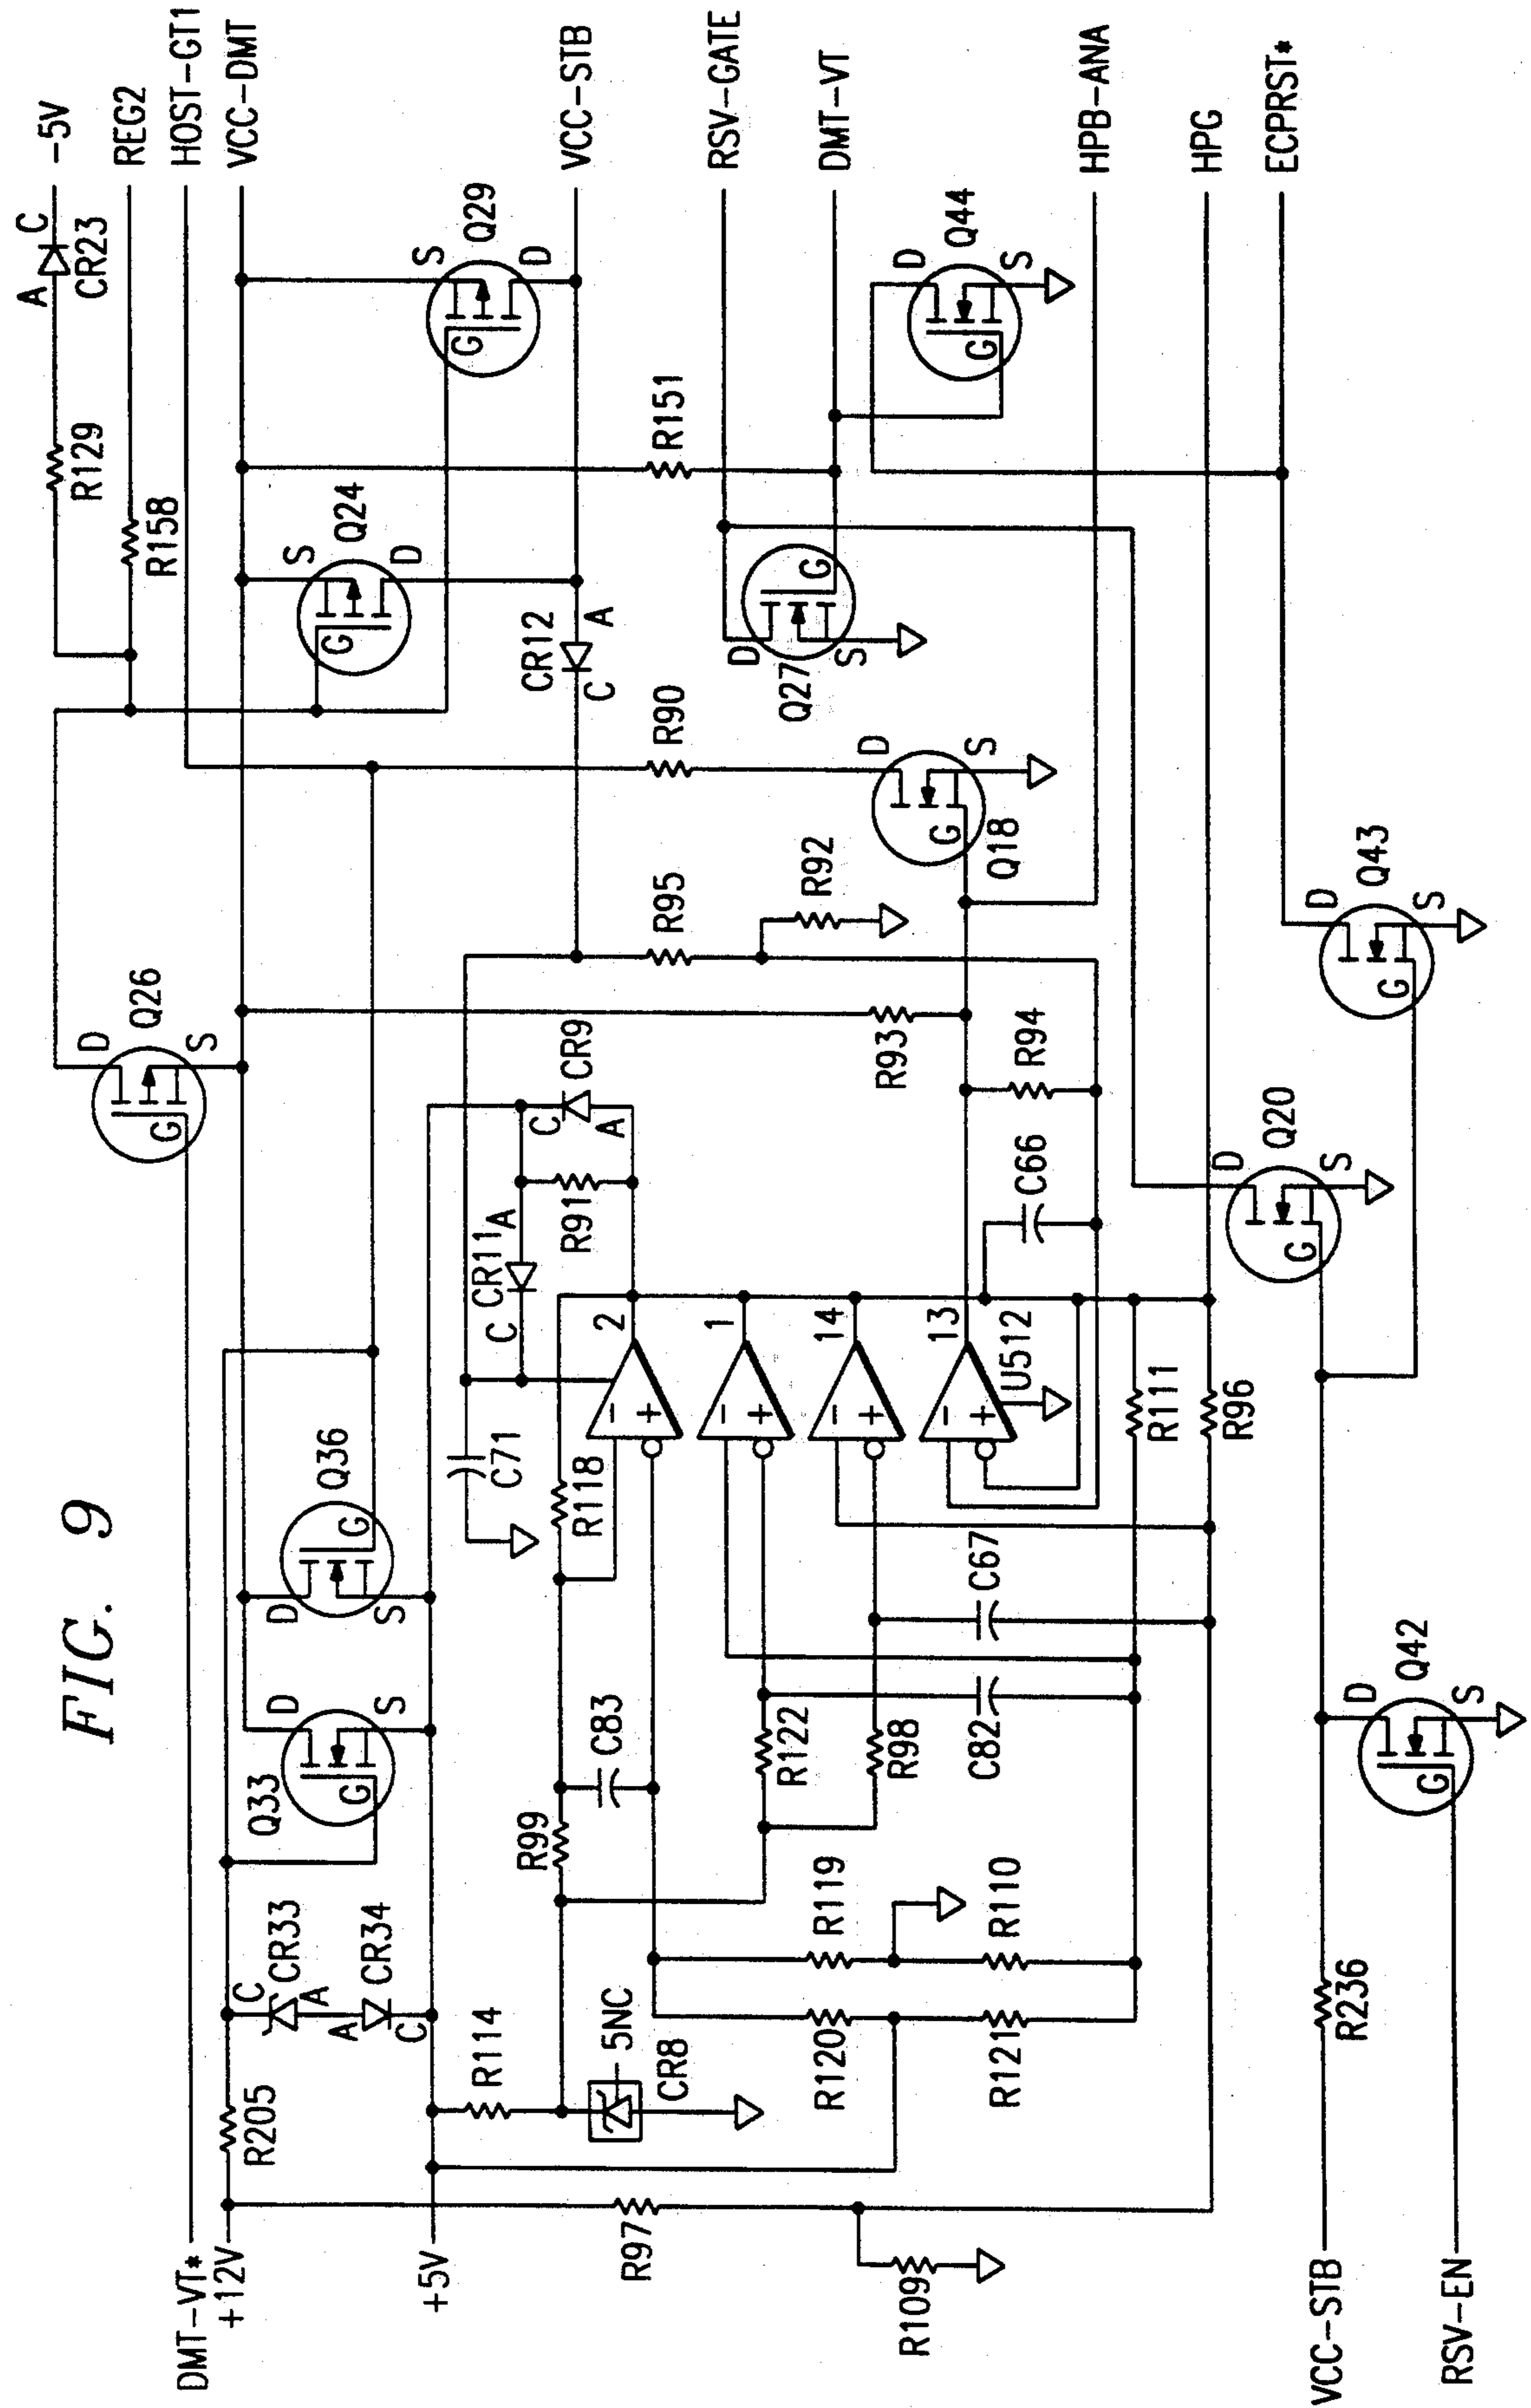 FIG. 9
DMT-VT*
+12V
+5V
R205
CR33
C
A
CR34
A
C
Q33
D
G
S
Q36
D
G
S
Q26
D
G
S
A
C
-5V
CR23
R129
REG2
R158
HOST-GT1
VCC-DMT
Q24
S
G
D
Q29
S
G
D
VCC-STB
CR12
A
C
R114
5NC
CR8
R99
C83
R118
C71
CR11
A
C
R91
CR9
C
A
2
-
+
1
-
+
14
-
+
13
-
+
U512
R97
R109
R120
R119
R121
R110
R122
R98
C82
C67
R111
R96
C66
R94
R93
R95
R92
R90
Q18
D
G
S
Q27
D
G
S
R151
RSV-GATE
DMT-VT
Q44
D
G
S
HPB-ANA
HPG
ECPRST*
Q20
D
G
S
Q43
D
G
S
VCC-STB
R236
RSV-EN
Q42
D
G
S